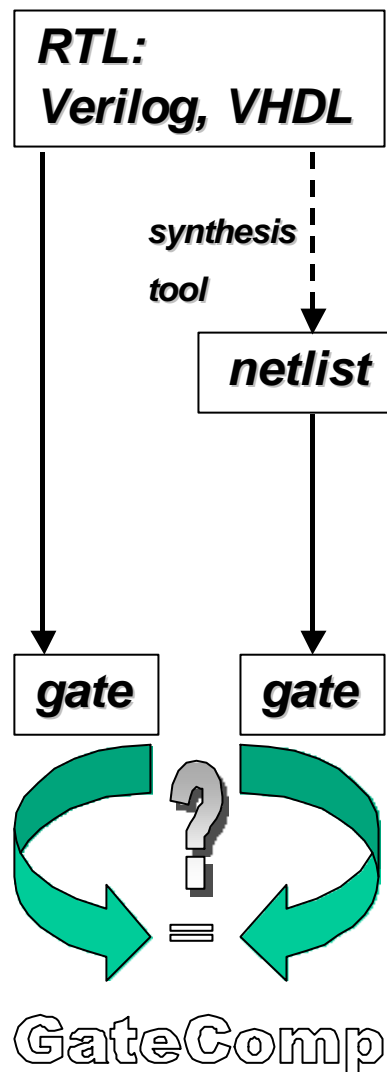 RTL:
Verilog, VHDL
synthesis
tool
netlist
gate
gate
?
=
GateComp